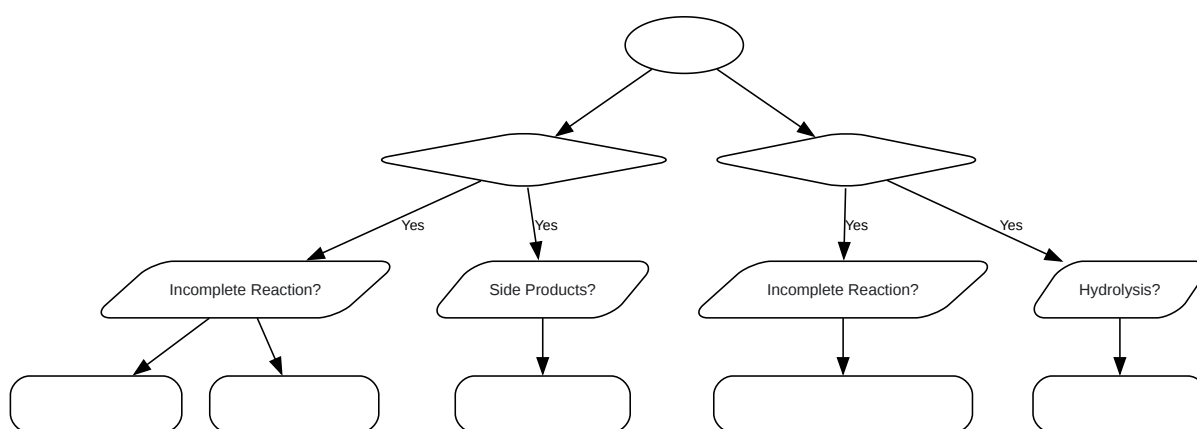 Yes
Yes
Yes
Yes
Incomplete Reaction?
Side Products?
Incomplete Reaction?
Hydrolysis?